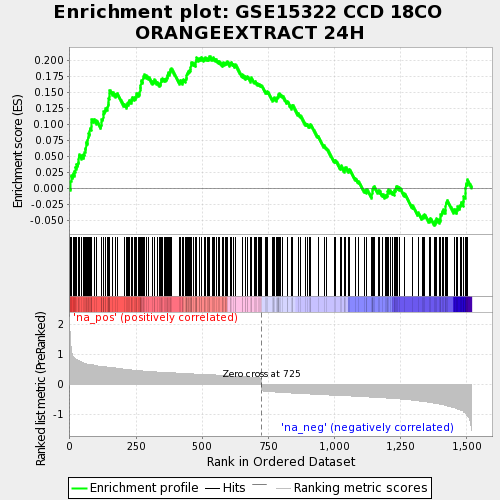 Enrichment plot: GSE15322 CCD 18CO
ORANGEEXTRACT 24H
Enrichment score (ES)
0.200
0.175
0.150
0.125
0.100
0.075
0.050
0.025
0.000
-0.025
-0.050
'na_pos' (positively correlated)
Ranked list metric (PreRanked)
2
1
0
-1
Zero cross at 725
'na_neg' (negatively correlated)
0
250
500
750
1,000
1,250
1,500
Rank in Ordered Dataset
Enrichment profile
Hits
Ranking metric scores